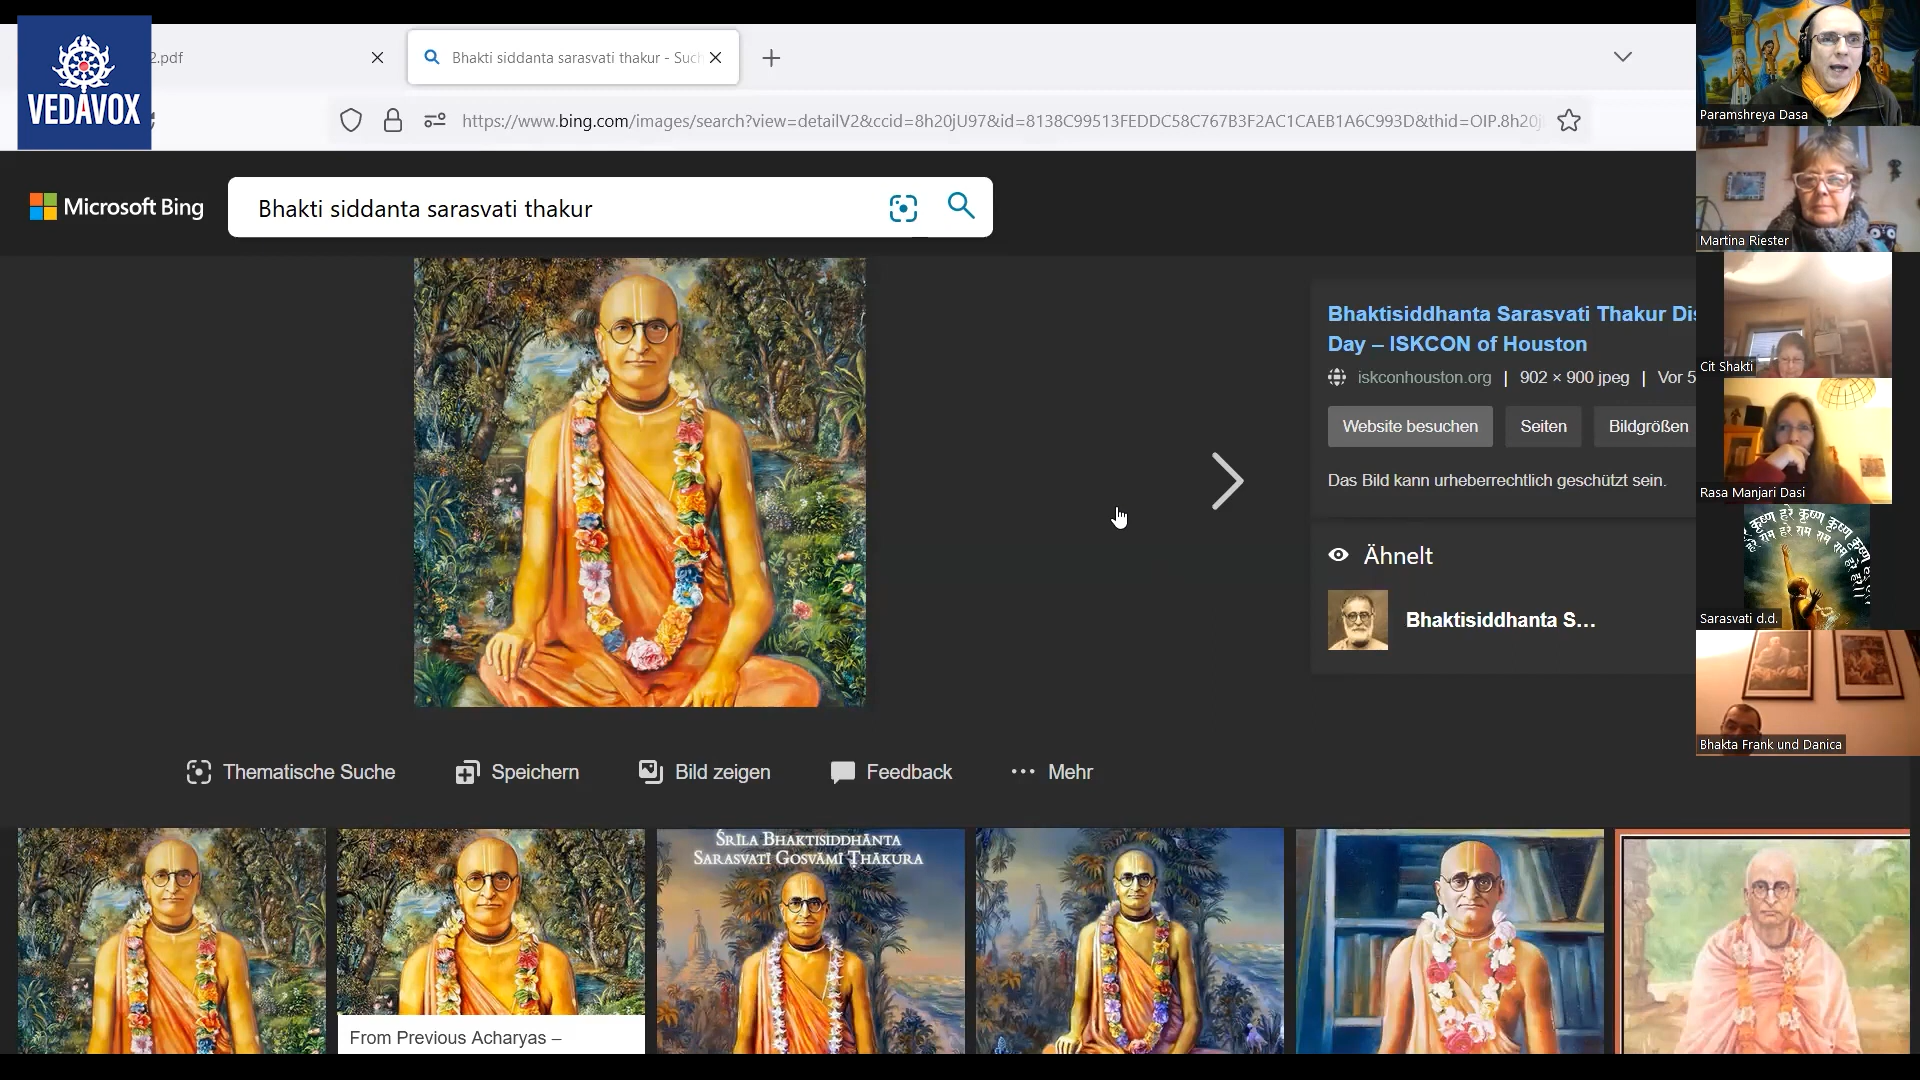 VEDAVOX
2.pdf
Bhakti siddanta sarasvati thakur - Such
https://www.bing.com/images/search?view=detailV2&ccid=8h20jU97&id=8138C99513FEDDC58C767B3F2AC1CAEB1A6C993D&thid=OIP.8h20j
Microsoft Bing
Bhakti siddanta sarasvati thakur
Bhaktisiddhanta Sarasvati Thakur Dis
Day – ISKCON of Houston
iskconhouston.org | 902 × 900 jpeg | Vor 5
Website besuchen
Seiten
Bildgrößen
Das Bild kann urheberrechtlich geschützt sein.
Ähnelt
Bhaktisiddhanta S...
Thematische Suche
Speichern
Bild zeigen
Feedback
Mehr
From Previous Acharyas –
ŚRĪLA BHAKTISIDDHĀNTA
SARASVATĪ GOSVĀMĪ ṬHĀKURA
Paramshreya Dasa
Martina Riester
Cit Shakti
Rasa Manjari Dasi
Sarasvati d.d.
Bhakta Frank und Danica